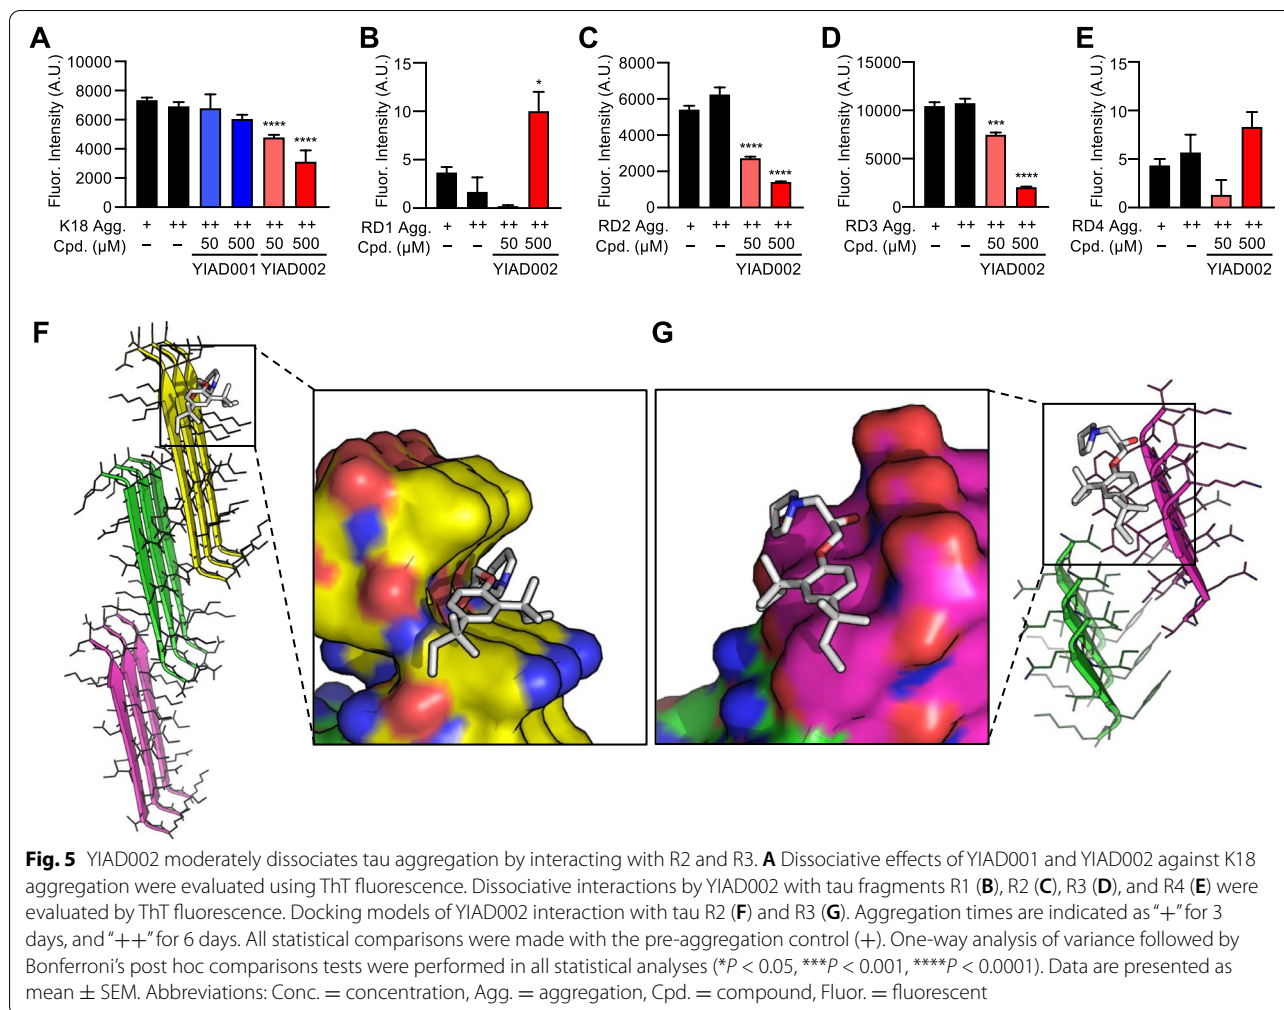 A
Fluor. Intensity (A.U.)
10000
8000
6000
4000
2000
0
****
****
K18 Agg. + ++ ++ ++ ++ ++
Cpd. (µM) – – 50 500 50 500
YIAD001 YIAD002
B
Fluor. Intensity (A.U.)
15
10
5
0
*
RD1 Agg. + ++ ++ ++
Cpd. (µM) – – 50 500
YIAD002
C
Fluor. Intensity (A.U.)
8000
6000
4000
2000
0
****
****
RD2 Agg. + ++ ++ ++
Cpd. (µM) – – 50 500
YIAD002
D
Fluor. Intensity (A.U.)
15000
10000
5000
0
***
****
RD3 Agg. + ++ ++ ++
Cpd. (µM) – – 50 500
YIAD002
E
Fluor. Intensity (A.U.)
15
10
5
0
RD4 Agg. + ++ ++ ++
Cpd. (µM) – – 50 500
YIAD002
F
G
Fig. 5 YIAD002 moderately dissociates tau aggregation by interacting with R2 and R3. A Dissociative effects of YIAD001 and YIAD002 against K18
aggregation were evaluated using ThT fluorescence. Dissociative interactions by YIAD002 with tau fragments R1 (B), R2 (C), R3 (D), and R4 (E) were
evaluated by ThT fluorescence. Docking models of YIAD002 interaction with tau R2 (F) and R3 (G). Aggregation times are indicated as “+” for 3
days, and “++” for 6 days. All statistical comparisons were made with the pre-aggregation control (+). One-way analysis of variance followed by
Bonferroni’s post hoc comparisons tests were performed in all statistical analyses (*P < 0.05, ***P < 0.001, ****P < 0.0001). Data are presented as
mean ± SEM. Abbreviations: Conc. = concentration, Agg. = aggregation, Cpd. = compound, Fluor. = fluorescent